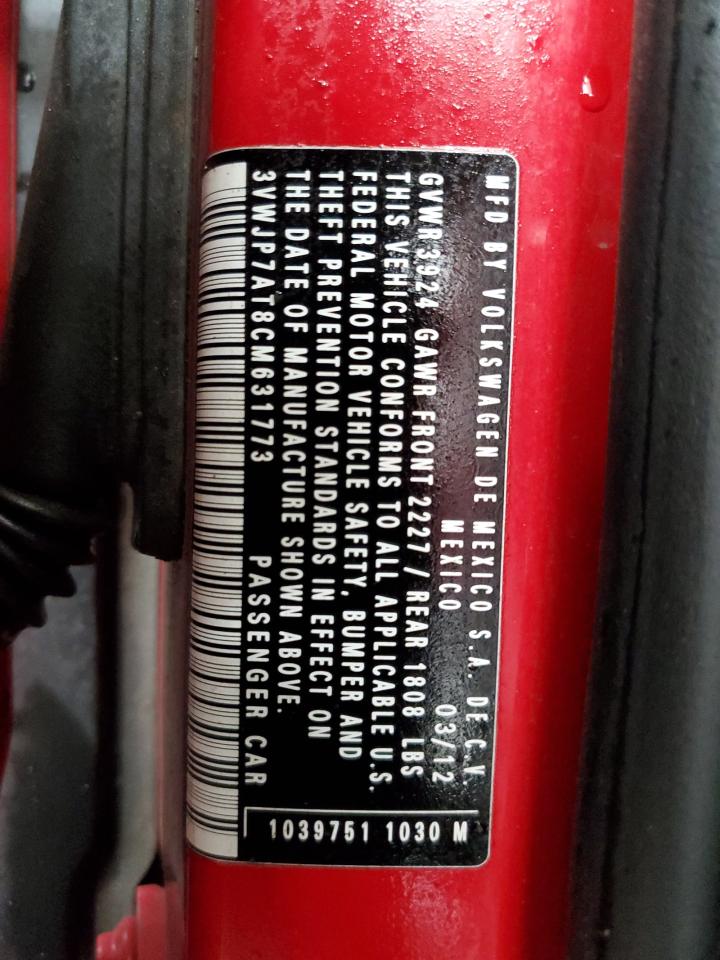 MFD BY VOLKSWAGEN DE MEXICO S.A. DE C.V.
MEXICO 03/12
GVWR 3924 GAWR FRONT 2227 / REAR 1808 LBS
THIS VEHICLE CONFORMS TO ALL APPLICABLE U.S.
FEDERAL MOTOR VEHICLE SAFETY, BUMPER AND
THEFT PREVENTION STANDARDS IN EFFECT ON
THE DATE OF MANUFACTURE SHOWN ABOVE.
3VWJP7AT8CM631773 PASSENGER CAR
1039751 1030 M